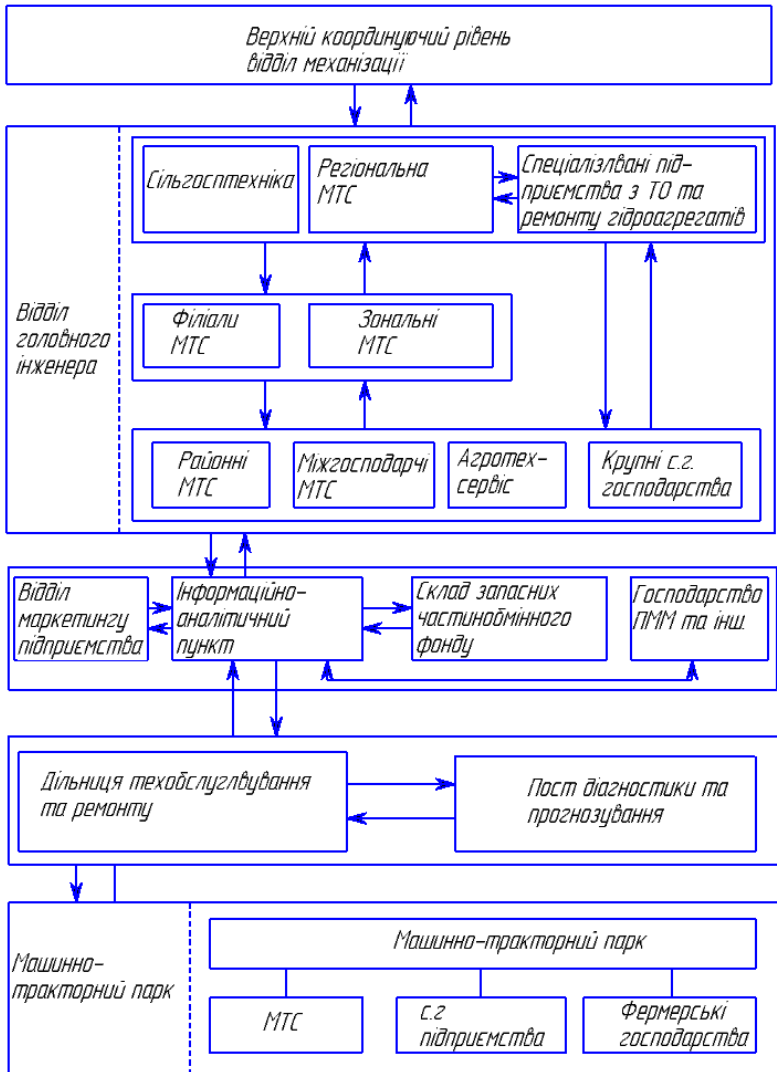 Верхній координуючий рівень
відділ механізації
Відділ
головного
інженера
Сільгосптехніка
Регіональна
МТС
Спеціалізлвані під-
приємства з ТО та
ремонту гідроагрегатів
Філіали
МТС
Зональні
МТС
Районні
МТС
Міжгосподарчі
МТС
Агротех-
сервіс
Крупні с.г.
господарства
Відділ
маркетингу
підприємства
Інформаційно-
аналітичний
пункт
Склад запасних
частинобмінного
фонду
Господарство
ПММ та інш.
Дільниця техобслуглвування
та ремонту
Пост діагностики та
прогнозування
Машинно-
тракторний парк
Машинно-тракторний парк
МТС
с.г
підприємства
Фермерські
господарства